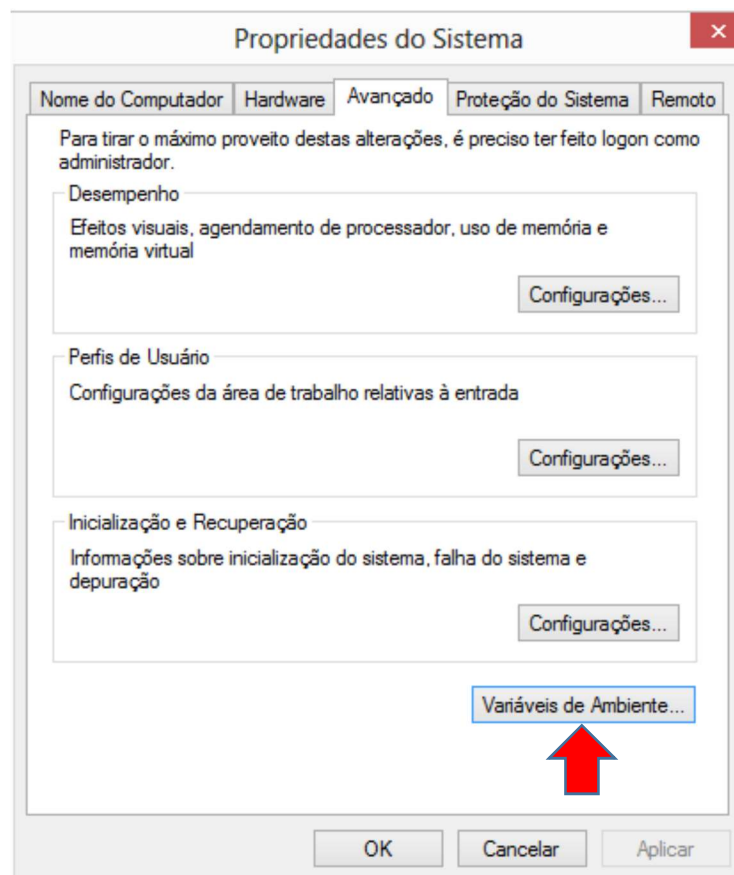 Propriedades do Sistema
Nome do Computador Hardware Avançado Proteção do Sistema Remoto
Para tirar o máximo proveito destas alterações, é preciso ter feito logon como
administrador.
Desempenho
Efeitos visuais, agendamento de processador, uso de memória e
memória virtual
Configurações...
Perfis de Usuário
Configurações da área de trabalho relativas à entrada
Configurações...
Inicialização e Recuperação
Informações sobre inicialização do sistema, falha do sistema e
depuração
Configurações...
Variáveis de Ambiente...
OK Cancelar Aplicar